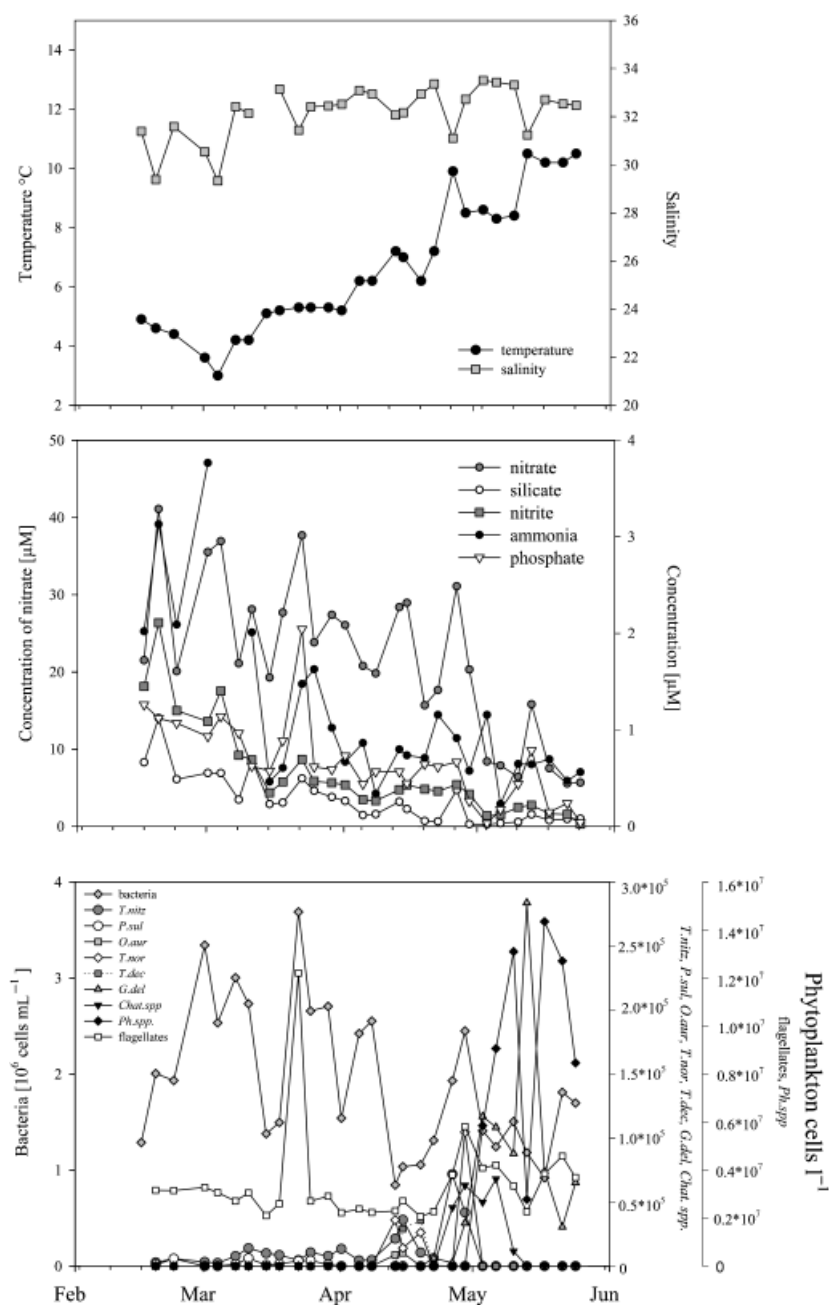 14
12
10
8
6
4
2
Temperature °C
36
34
32
30
28
26
24
22
20
Salinity
temperature
salinity
50
40
30
20
10
0
Concentration of nitrate [µM]
4
3
2
1
0
Concentration [µM]
nitrate
silicate
nitrite
ammonia
phosphate
4
3
2
1
0
Bacteria [10⁶ cells mL⁻¹]
bacteria
T.nitz
P.sul
O.aur
T.nor
T.dec
G.del
Chat.spp
Ph.spp.
flagellates
3.0*10⁵
2.5*10⁵
2.0*10⁵
1.5*10⁵
1.0*10⁵
0.5*10⁵
0
T.nitz, P.sul, O.aur, T.nor, T.dec, G.del, Chat. spp.
1.6*10⁷
1.4*10⁷
1.2*10⁷
1.0*10⁷
0.8*10⁷
0.6*10⁷
0.4*10⁷
0.2*10⁷
0
flagellates, Ph.spp
Phytoplankton cells l⁻¹
Feb Mar Apr May Jun